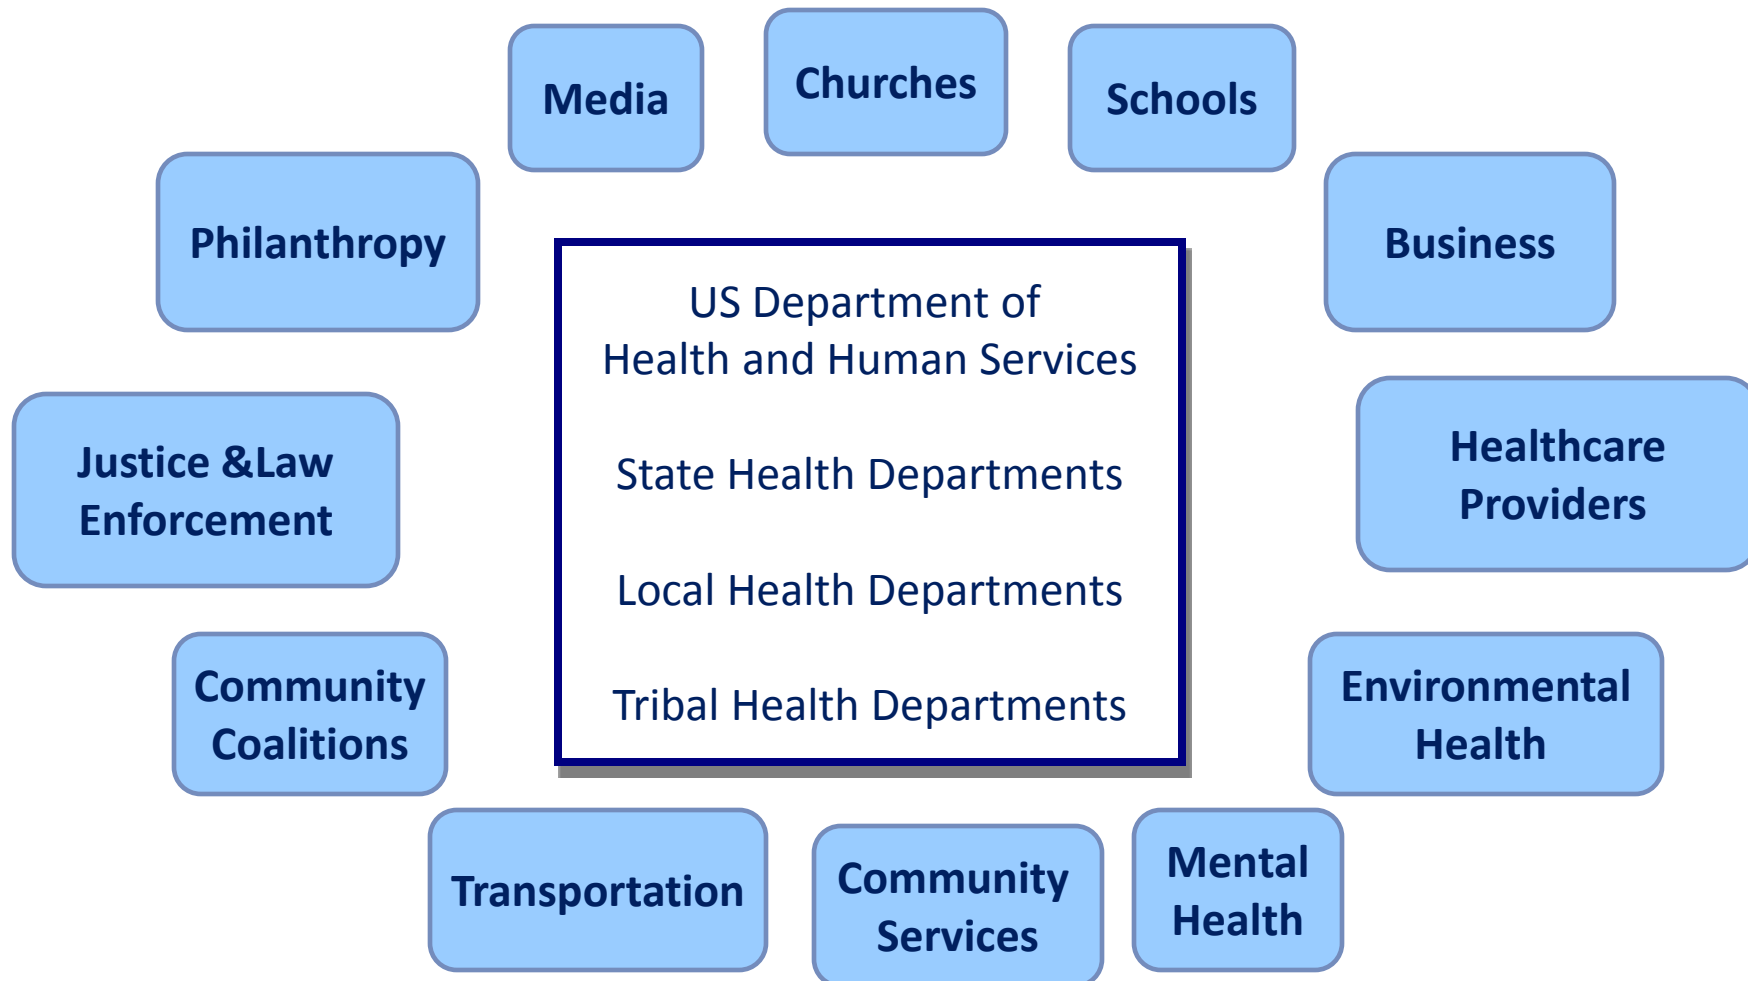 Media
Churches
Schools
Philanthropy
Business
US Department of
Health and Human Services
State Health Departments
Local Health Departments
Tribal Health Departments
Justice &Law
Enforcement
Healthcare
Providers
Community
Coalitions
Environmental
Health
Transportation
Community
Services
Mental
Health